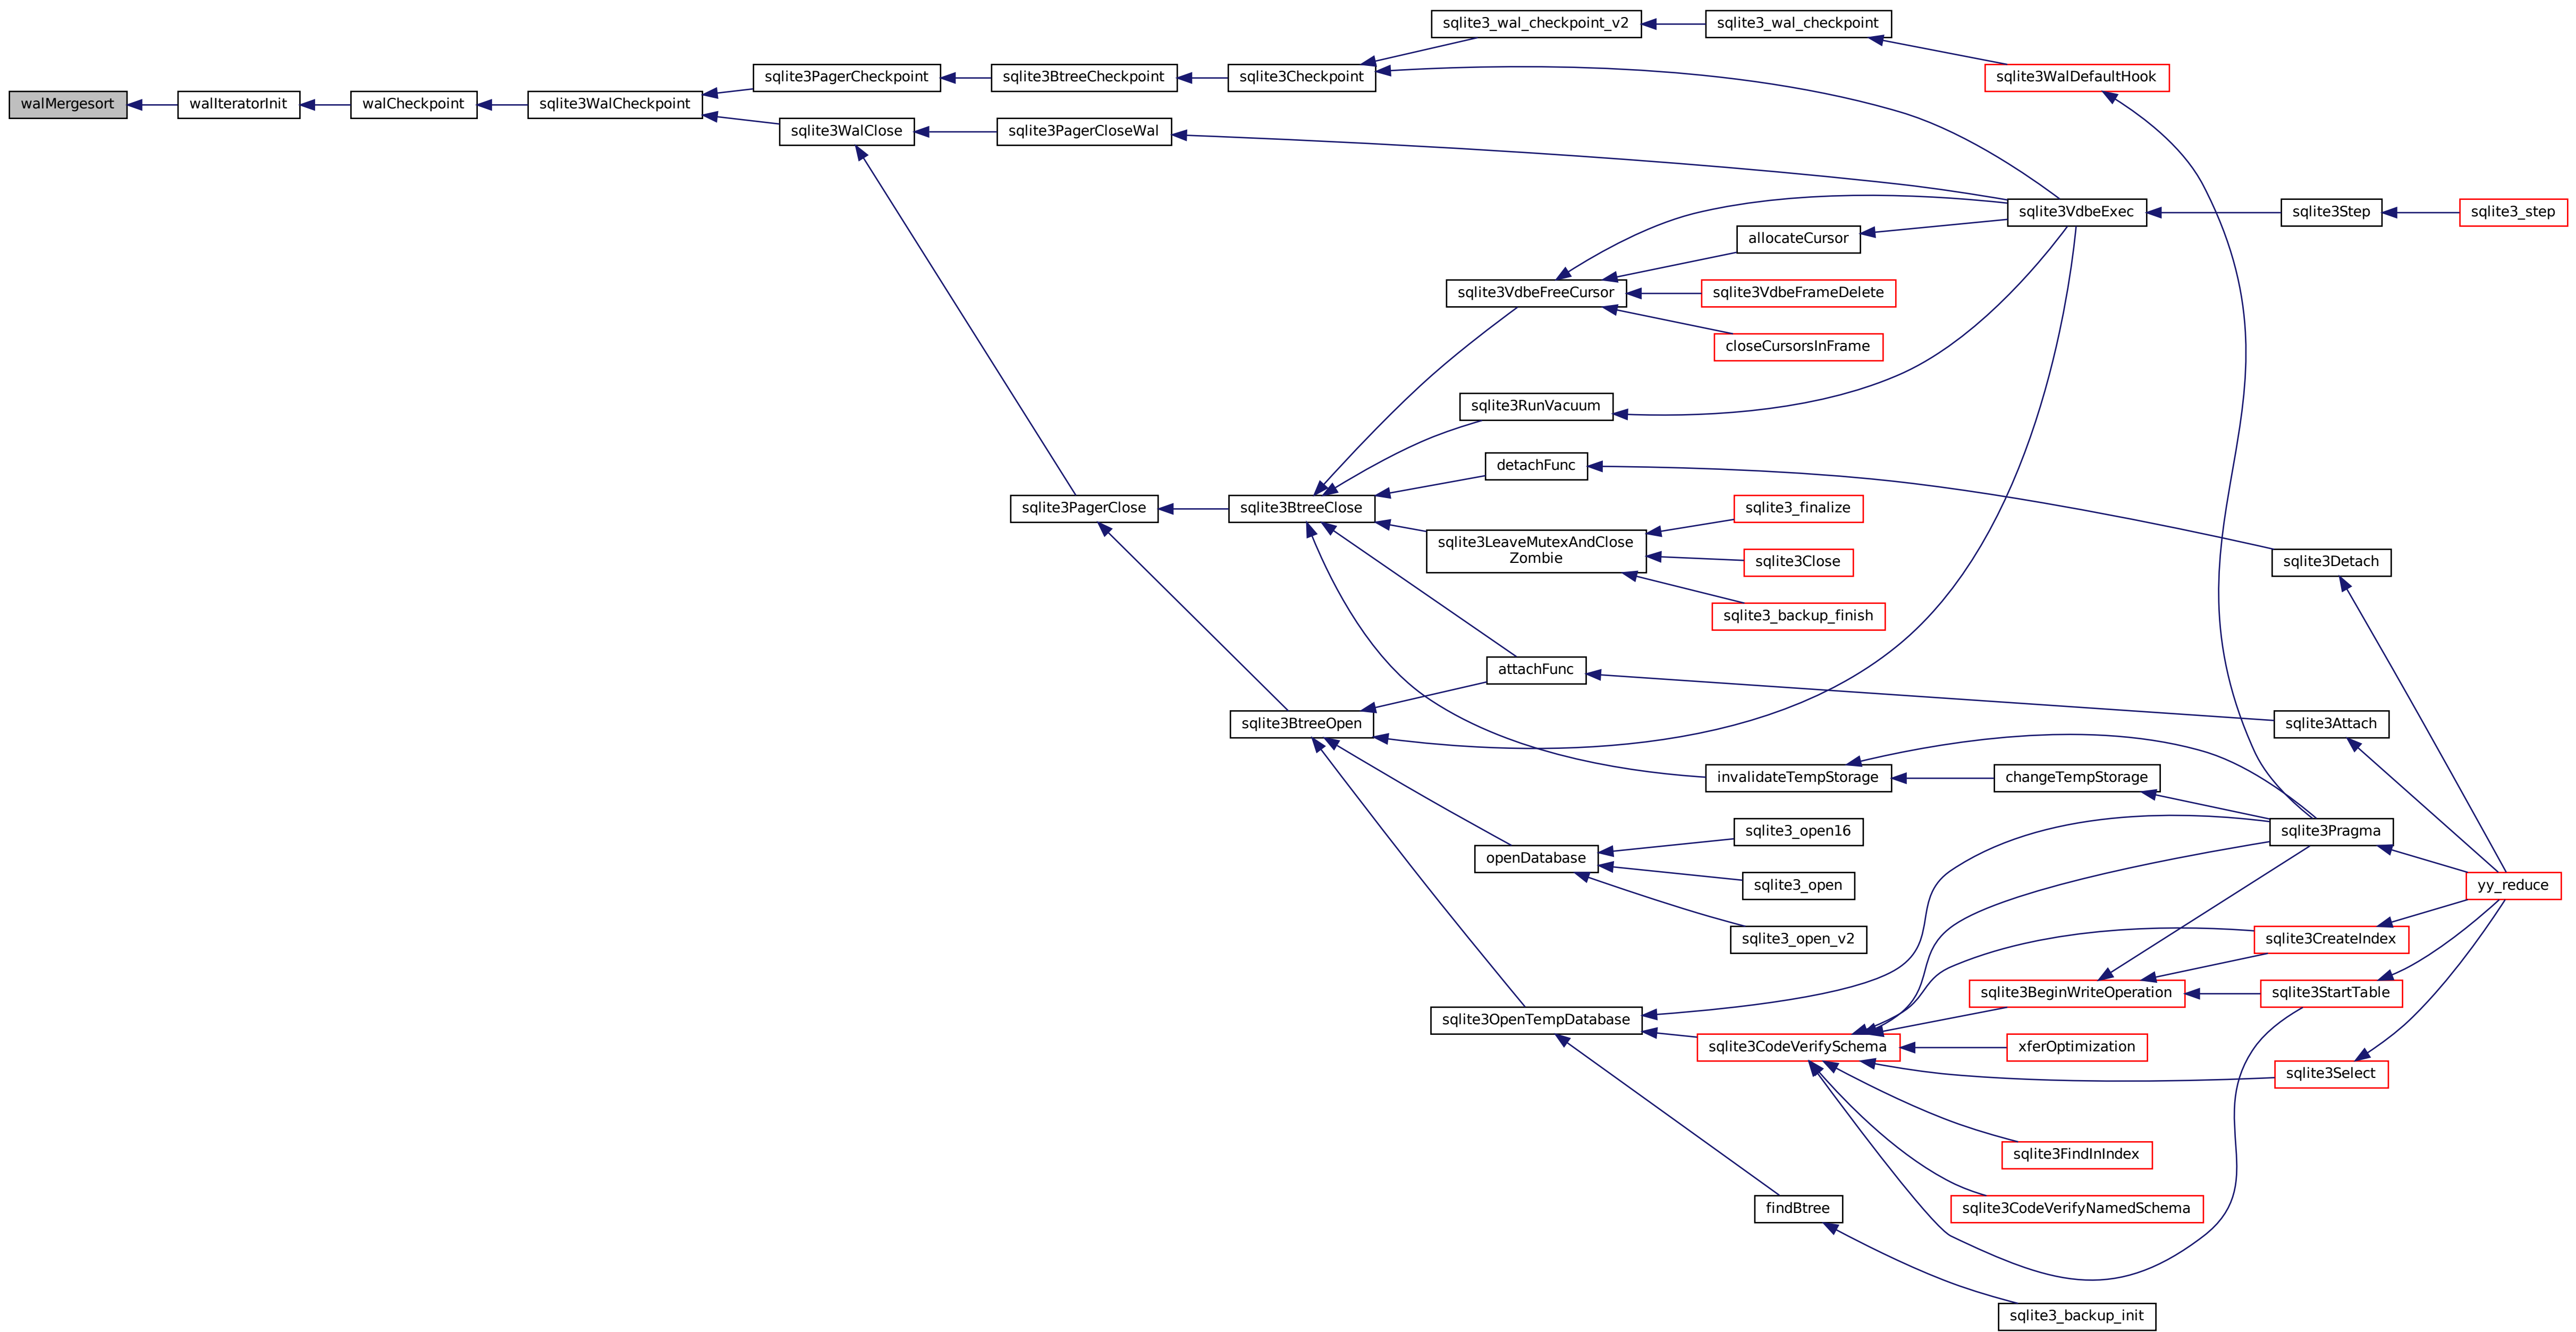 sqlite3_wal_checkpoint_v2
sqlite3_wal_checkpoint
sqlite3PagerCheckpoint
sqlite3BtreeCheckpoint
sqlite3Checkpoint
sqlite3WalDefaultHook
walMergesort
walIteratorInit
walCheckpoint
sqlite3WalCheckpoint
sqlite3WalClose
sqlite3PagerCloseWal
sqlite3VdbeExec
sqlite3Step
sqlite3_step
allocateCursor
sqlite3VdbeFreeCursor
sqlite3VdbeFrameDelete
closeCursorsInFrame
sqlite3RunVacuum
detachFunc
sqlite3PagerClose
sqlite3BtreeClose
sqlite3_finalize
sqlite3LeaveMutexAndClose
Zombie
sqlite3Close
sqlite3Detach
sqlite3_backup_finish
attachFunc
sqlite3BtreeOpen
sqlite3Attach
invalidateTempStorage
changeTempStorage
sqlite3_open16
sqlite3Pragma
openDatabase
sqlite3_open
yy_reduce
sqlite3_open_v2
sqlite3CreateIndex
sqlite3BeginWriteOperation
sqlite3StartTable
sqlite3OpenTempDatabase
sqlite3CodeVerifySchema
xferOptimization
sqlite3Select
sqlite3FindInIndex
findBtree
sqlite3CodeVerifyNamedSchema
sqlite3_backup_init